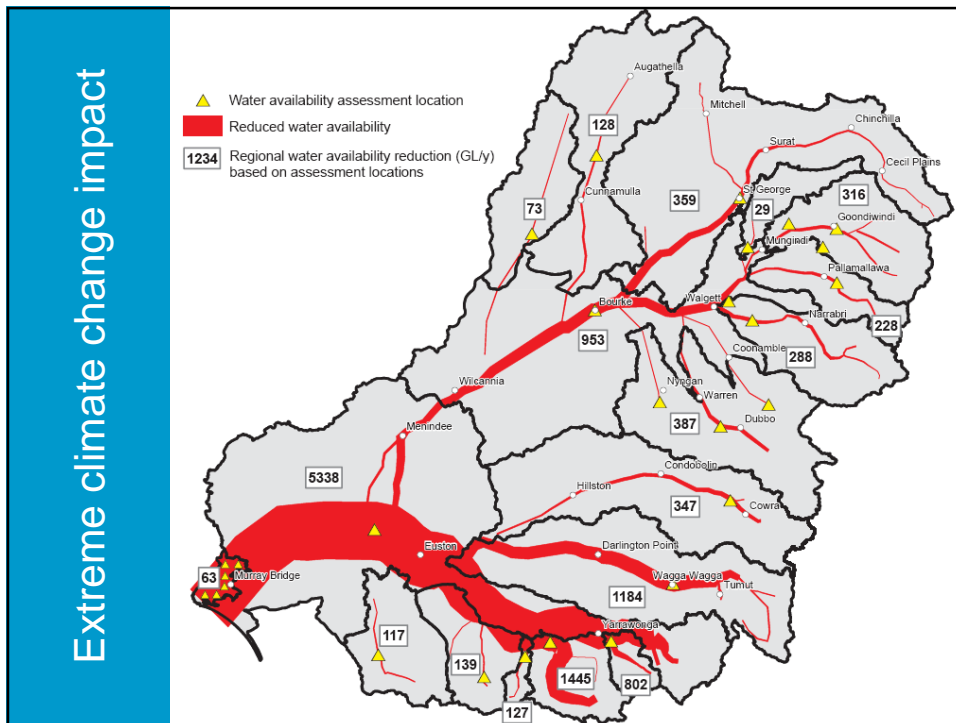 Extreme climate change impact
Water availability assessment location
Reduced water availability
1234 Regional water availability reduction (GL/y)
based on assessment locations
Augathella
Mitchell
Chinchilla
128
Surat
Cecil Plains
Cunnamulla
St George
316
73
359
29
Goondiwindi
Mungindi
Pallamallawa
Bourke
Walgett
Narrabri
953
228
Coonamble
288
Wilcannia
Nyngan
Warren
387
Dubbo
Menindee
5338
Condobolin
Hillston
347
Cowra
Euston
Darlington Point
63
Murray Bridge
Wagga Wagga
Tumut
1184
Yarrawonga
117
139
1445
802
127